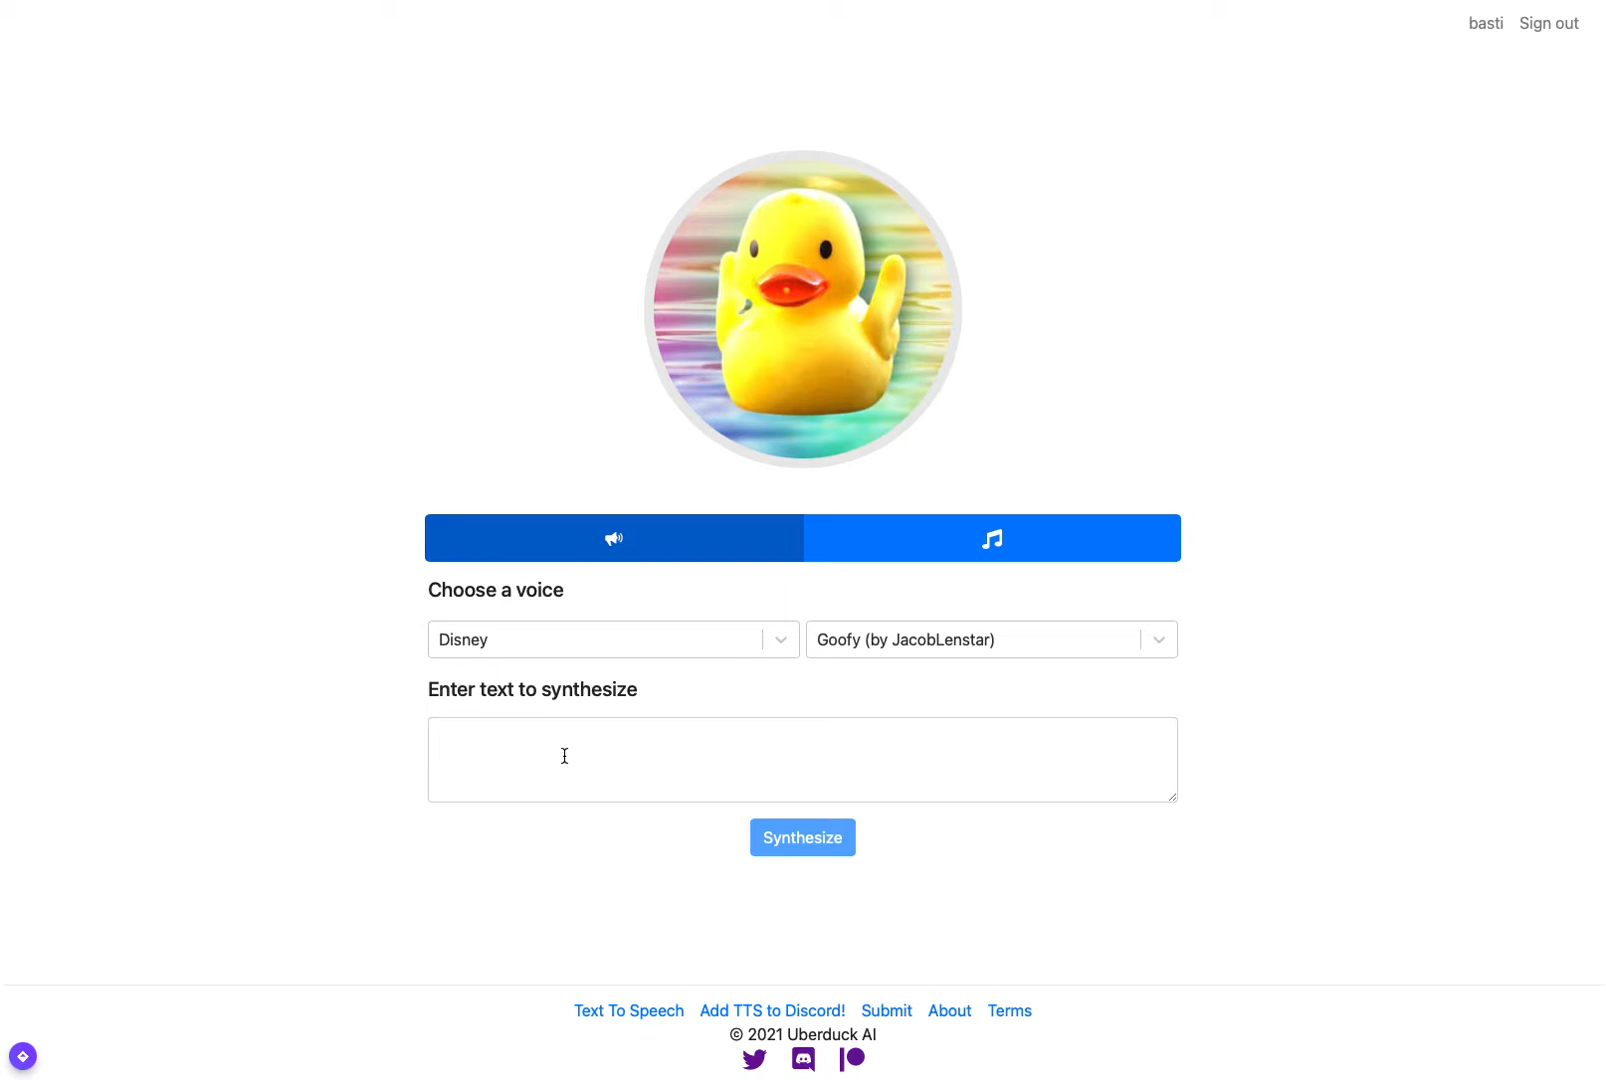 basti Sign out
Choose a voice
Disney Goofy (by JacobLenstar)
Enter text to synthesize
Synthesize
Text To Speech Add TTS to Discord! Submit About Terms
© 2021 Uberduck AI